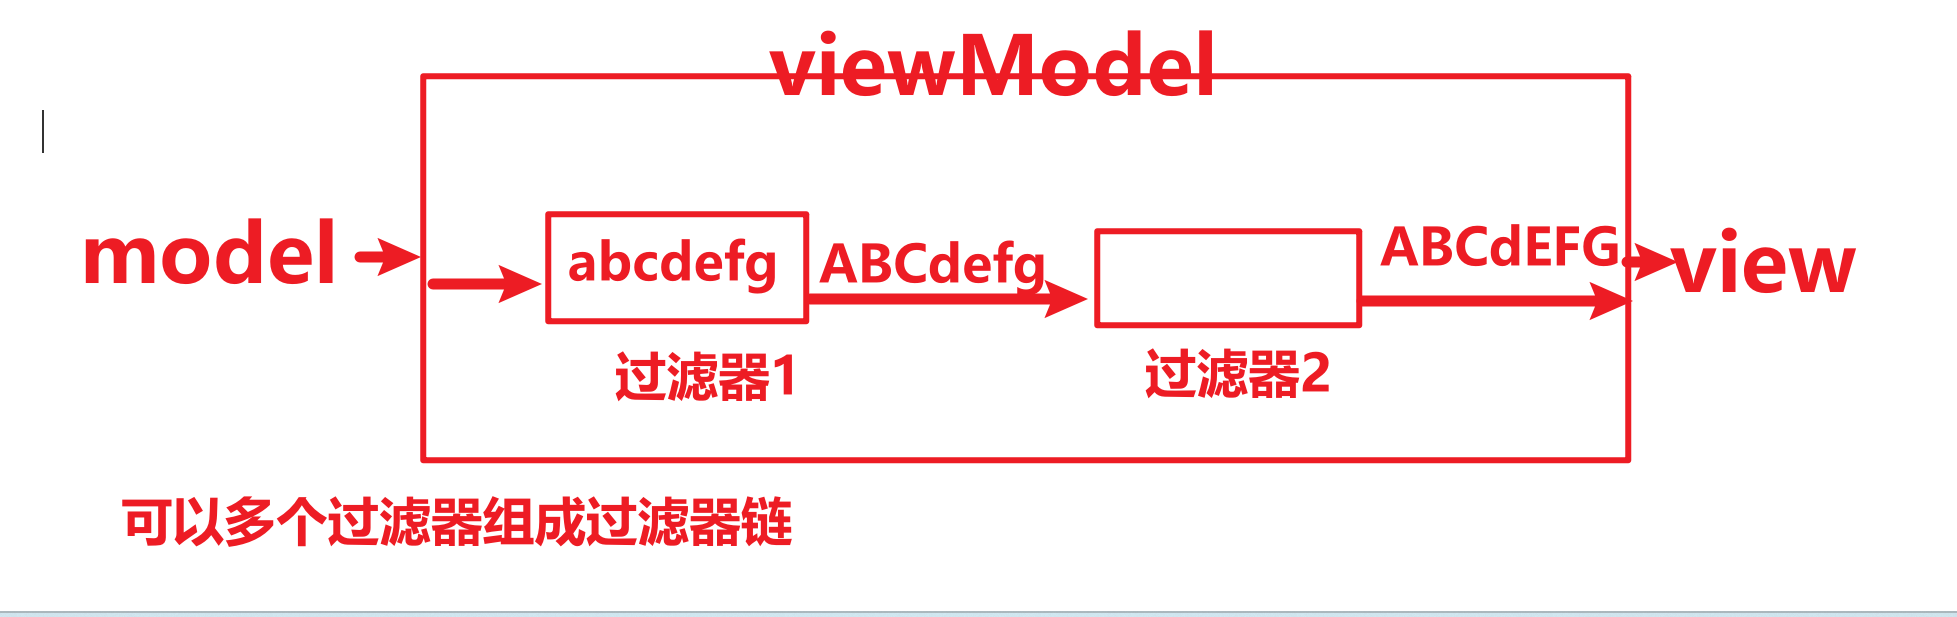 viewModel
model
abcdefg
ABCdefg
ABCdEFG
view
过滤器1
过滤器2
可以多个过滤器组成过滤器链